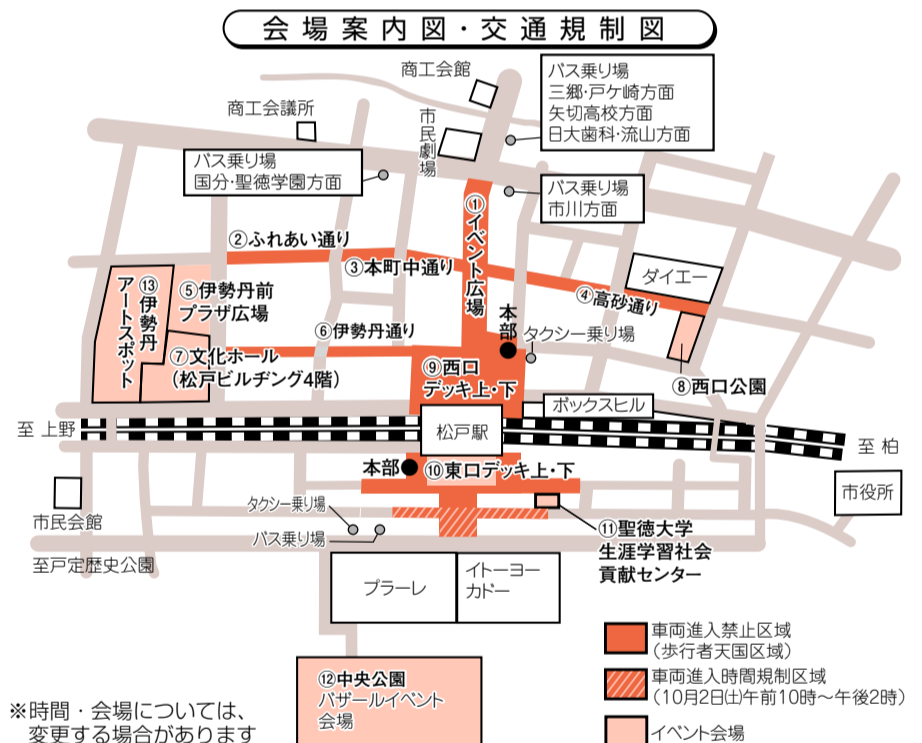 会場案内図・交通規制図
商工会館
バス乗り場
三郷・戸ケ崎方面
矢切高校方面
日大歯科・流山方面
商工会議所
市民劇場
バス乗り場
国分・聖徳学園方面
バス乗り場
市川方面
①イベント広場
②ふれあい通り
③本町中通り
ダイエー
④高砂通り
⑬伊勢丹
アートスポット
⑤伊勢丹前
プラザ広場
⑥伊勢丹通り
本部
タクシー乗り場
⑦文化ホール
(松戸ビルヂング4階)
⑨西口
デッキ上・下
⑧西口公園
ボックスヒル
至 上野
松戸駅
至 柏
本部
⑩東口デッキ上・下
市役所
市民会館
タクシー乗り場
バス乗り場
⑪聖徳大学
生涯学習社会
貢献センター
至戸定歴史公園
プラーレ
イトーヨー
カドー
車両進入禁止区域
(歩行者天国区域)
車両進入時間規制区域
(10月2日㈯午前10時〜午後2時)
イベント会場
⑫中央公園
バザールイベント
会場
※時間・会場については、
変更する場合があります